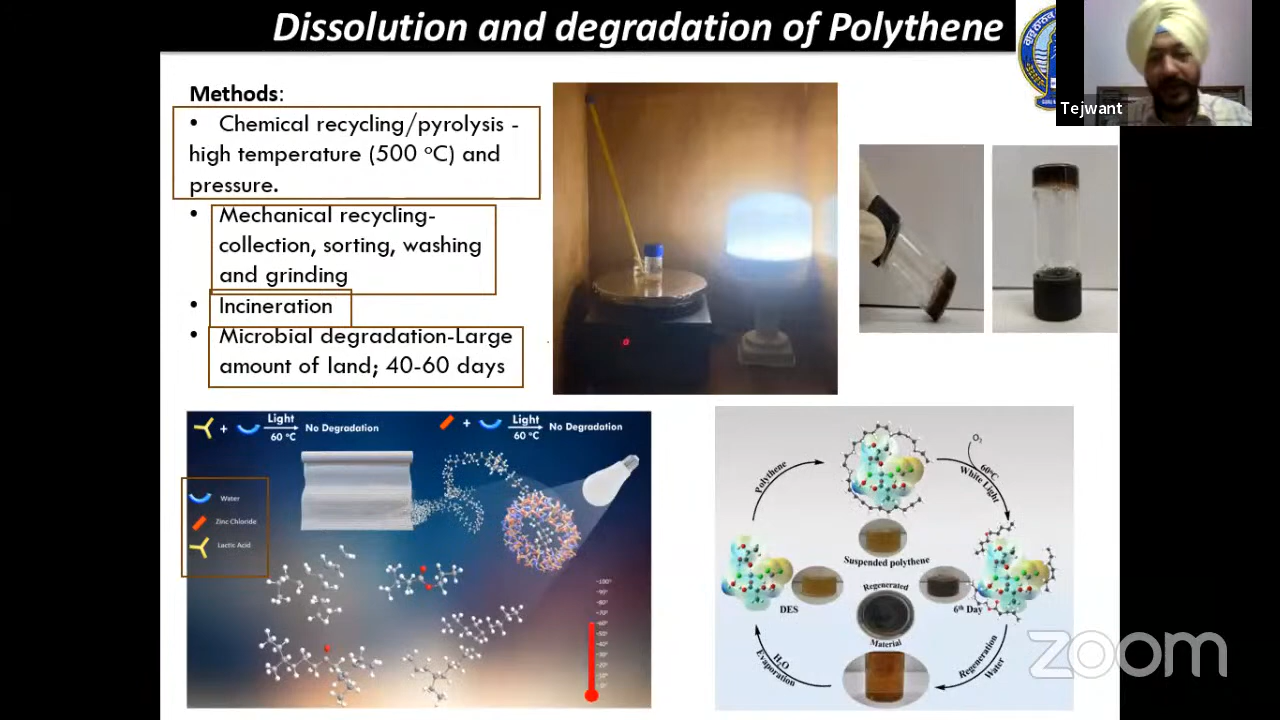 Dissolution and degradation of Polythene
Tejwant
Methods:
• Chemical recycling/pyrolysis -
high temperature (500 °C) and
pressure.
• Mechanical recycling-
collection, sorting, washing
and grinding
• Incineration
• Microbial degradation-Large
amount of land; 40-60 days
+
Light
60 °C
No Degradation
+
Light
60 °C
No Degradation
Water
Zinc Chloride
Lactic Acid
Polythene
O₂
60°C
White Light
Suspended polythene
DES
Regenerated
Material
6th Day
Regeneration
Water
H₂O
Evaporation
zoom